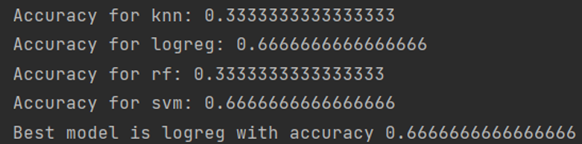 Accuracy for knn: 0.3333333333333333
Accuracy for logreg: 0.6666666666666666
Accuracy for rf: 0.3333333333333333
Accuracy for svm: 0.6666666666666666
Best model is logreg with accuracy 0.6666666666666666